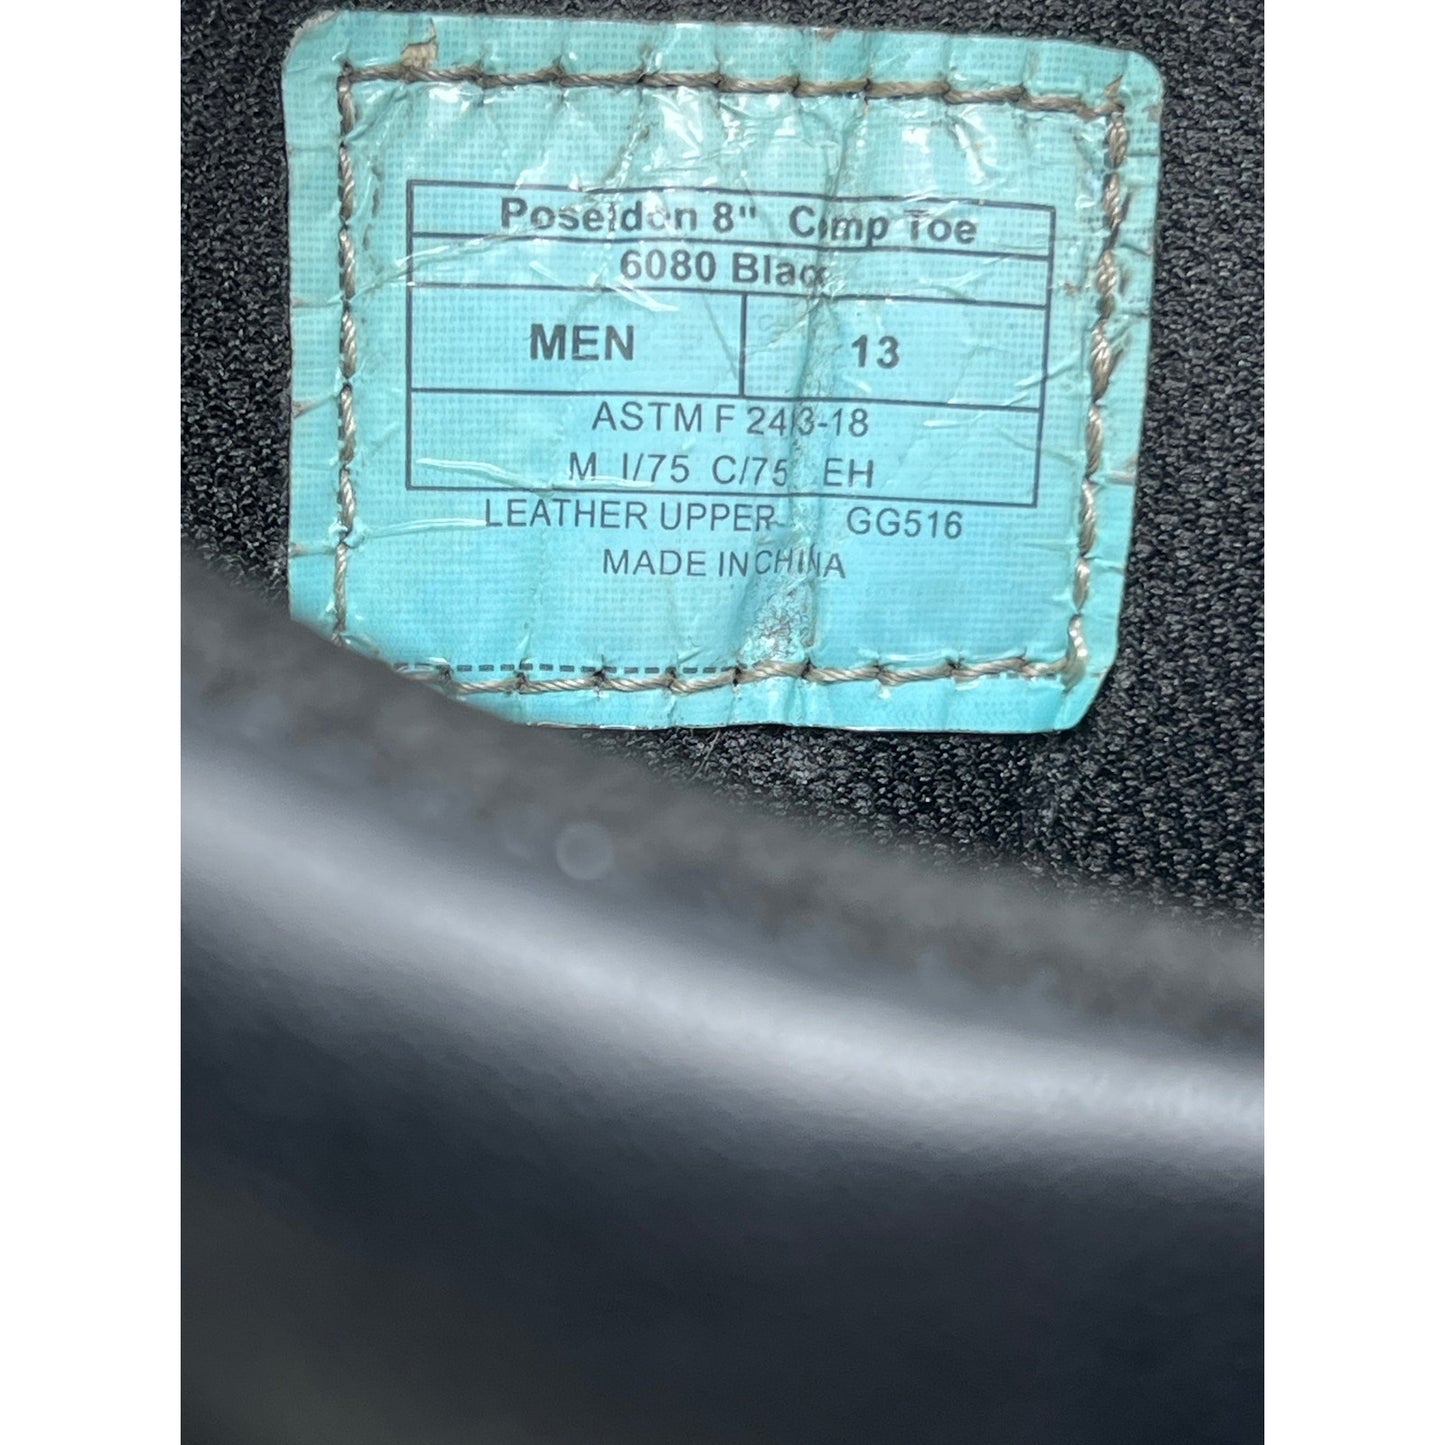 Poseidon 8" Comp Toe
6080 Black
MEN 13
ASTM F 2413-18
M I/75 C/75 EH
LEATHER UPPER GG516
MADE IN CHINA